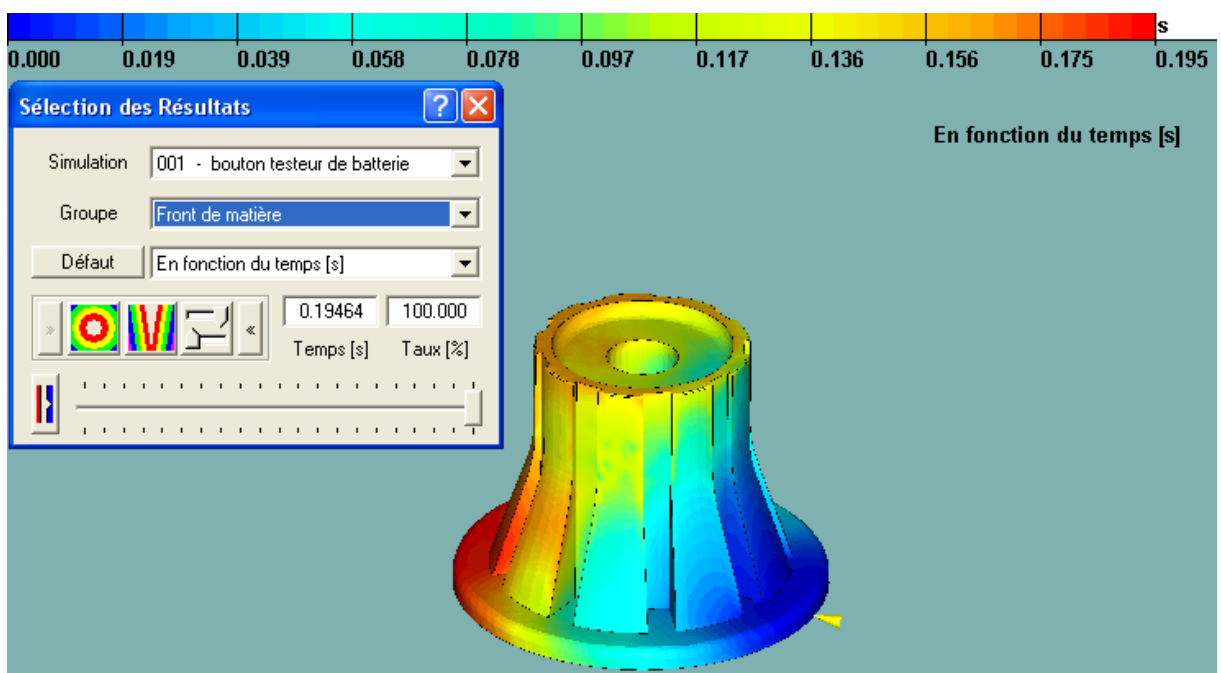 s
0.000 0.019 0.039 0.058 0.078 0.097 0.117 0.136 0.156 0.175 0.195
Sélection des Résultats
En fonction du temps [s]
Simulation 001 - bouton testeur de batterie
Groupe Front de matière
Défaut En fonction du temps [s]
» « 0.19464 100.000
Temps [s] Taux [%]